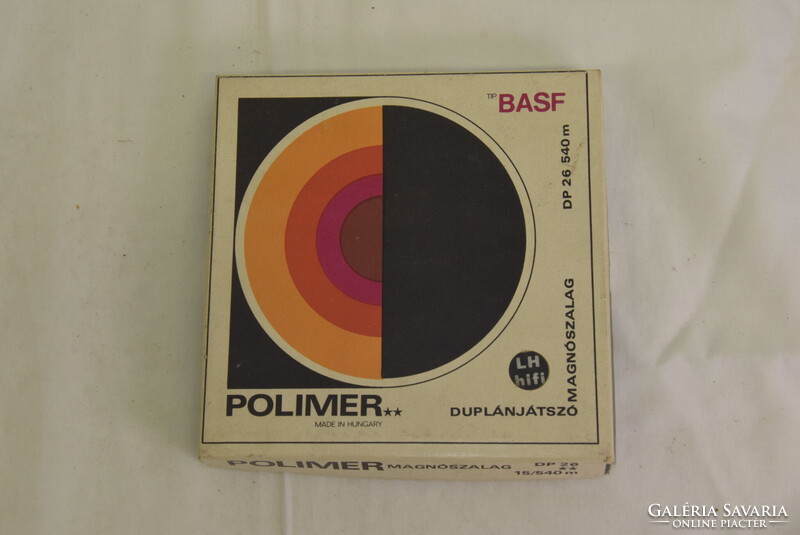 TIP BASF
DP 26 540 m
LH
hifi
POLIMER★★
MADE IN HUNGARY
DUPLÁNJÁTSZÓ
MAGNÓSZALAG
POLIMER MAGNÓSZALAG DP 26
★★
15/540 m
GALÉRIA SAVARIA
ONLINE PIACTÉR